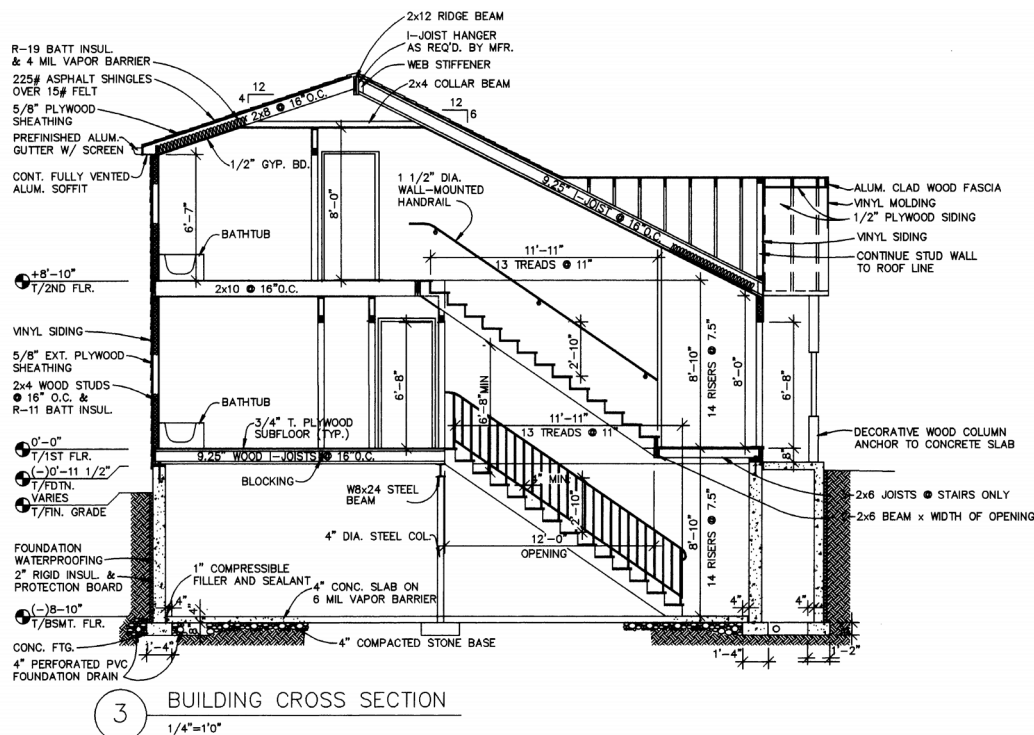 2x12 RIDGE BEAM
I-JOIST HANGER
AS REQ'D. BY MFR.
WEB STIFFENER
2x4 COLLAR BEAM
R-19 BATT INSUL.
& 4 MIL VAPOR BARRIER
225# ASPHALT SHINGLES
OVER 15# FELT
5/8" PLYWOOD
SHEATHING
PREFINISHED ALUM.
GUTTER W/ SCREEN
CONT. FULLY VENTED
ALUM. SOFFIT
12
4
2x8 @ 16"O.C.
12
6
1/2" GYP. BD.
9.25" I-JOIST @ 16"O.C.
1 1/2" DIA.
WALL-MOUNTED
HANDRAIL
6'-7"
8'-0"
BATHTUB
11'-11"
13 TREADS @ 11"
ALUM. CLAD WOOD FASCIA
VINYL MOLDING
1/2" PLYWOOD SIDING
VINYL SIDING
CONTINUE STUD WALL
TO ROOF LINE
+8'-10"
T/2ND FLR.
2x10 @ 16"O.C.
VINYL SIDING
5/8" EXT. PLYWOOD
SHEATHING
2x4 WOOD STUDS
@ 16" O.C. &
R-11 BATT INSUL.
BATHTUB
3/4" T. PLYWOOD
SUBFLOOR (TYP.)
6'-8"
6'-8"MIN
2'-10"
8'-10"
14 RISERS @ 7.5"
8'-0"
6'-8"
11'-11"
13 TREADS @ 11"
DECORATIVE WOOD COLUMN
ANCHOR TO CONCRETE SLAB
0'-0"
T/1ST FLR.
9.25" WOOD I-JOISTS @ 16"O.C.
8"
(-)0'-11 1/2"
T/FDTN.
VARIES
T/FIN. GRADE
BLOCKING
W8x24 STEEL
BEAM
4" MIN.
2'-10"
2x6 JOISTS @ STAIRS ONLY
2x6 BEAM x WIDTH OF OPENING
4" DIA. STEEL COL.
12'-0"
OPENING
8'-10"
14 RISERS @ 7.5"
FOUNDATION
WATERPROOFING
2" RIGID INSUL. &
PROTECTION BOARD
1" COMPRESSIBLE
FILLER AND SEALANT
4" CONC. SLAB ON
6 MIL VAPOR BARRIER
4"
4"
4"
4"
(-)8-10"
T/BSMT. FLR.
8"
CONC. FTG.
4" PERFORATED PVC
FOUNDATION DRAIN
1'-4"
4" COMPACTED STONE BASE
1'-4"
1'-2"
3
BUILDING CROSS SECTION
1/4"=1'0"